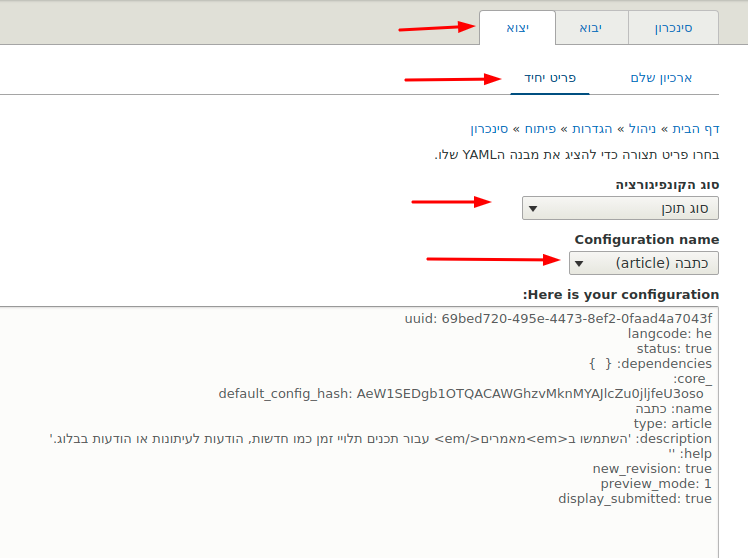 סינכרון יבוא יצוא
ארכיון שלם פריט יחיד
דף הבית » ניהול » הגדרות » פיתוח » סינכרון
בחרו פריט תצורה כדי להציג את מבנה הYAML שלו.
סוג הקונפיגורציה
סוג תוכן
Configuration name
כתבה (article)
Here is your configuration:
uuid: 69bed720-495e-4473-8ef2-0faad4a7043f
langcode: he
status: true
dependencies: { }
_core:
default_config_hash: AeW1SEDgb1OTQACAWGhzvMknMYAJlcZu0jljfeU3oso
name: כתבה
type: article
description: 'השתמשו ב<em>מאמרים</em> עבור תכנים תלויי זמן כמו חדשות, הודעות לעיתונות או הודעות בבלוג.'
help: ''
new_revision: true
preview_mode: 1
display_submitted: true